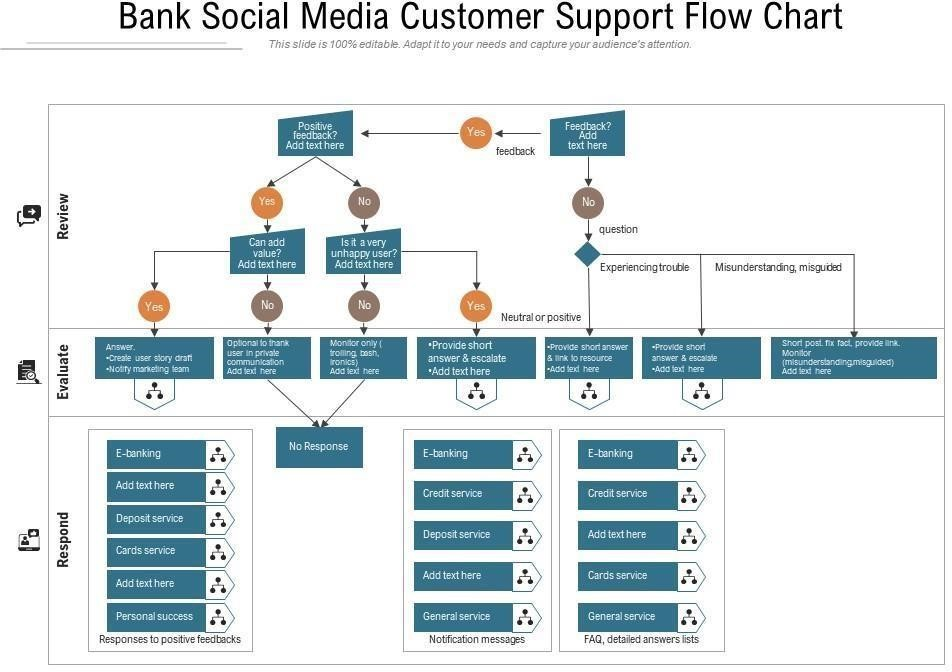 Bank Social Media Customer Support Flow Chart
This slide is 100% editable. Adapt it to your needs and capture your audience's attention.
Review
Positive
feedback?
Add text here
Yes
feedback
Feedback?
Add
text here
Yes
No
No
question
Can add
value?
Add text here
Is it a very
unhappy user?
Add text here
Experiencing trouble
Misunderstanding, misguided
Yes
No
No
Yes
Neutral or positive
Evaluate
Answer.
•Create user story draft
•Notify marketing team
Optional to thank
user in private
communication
Add text here
Monitor only (
trolling, bash,
ironics)
Add text here
•Provide short
answer & escalate
•Add text here
•Provide short answer
& link to resource
•Add text here
•Provide short
answer & escalate
•Add text here
Short post. fix fact, provide link.
Monitor
(misunderstanding,misguided)
Add text here
Respond
No Response
E-banking
Add text here
Deposit service
Cards service
Add text here
Personal success
Responses to positive feedbacks
E-banking
Credit service
Deposit service
Add text here
General service
Notification messages
E-banking
Credit service
Add text here
Cards service
General service
FAQ, detailed answers lists